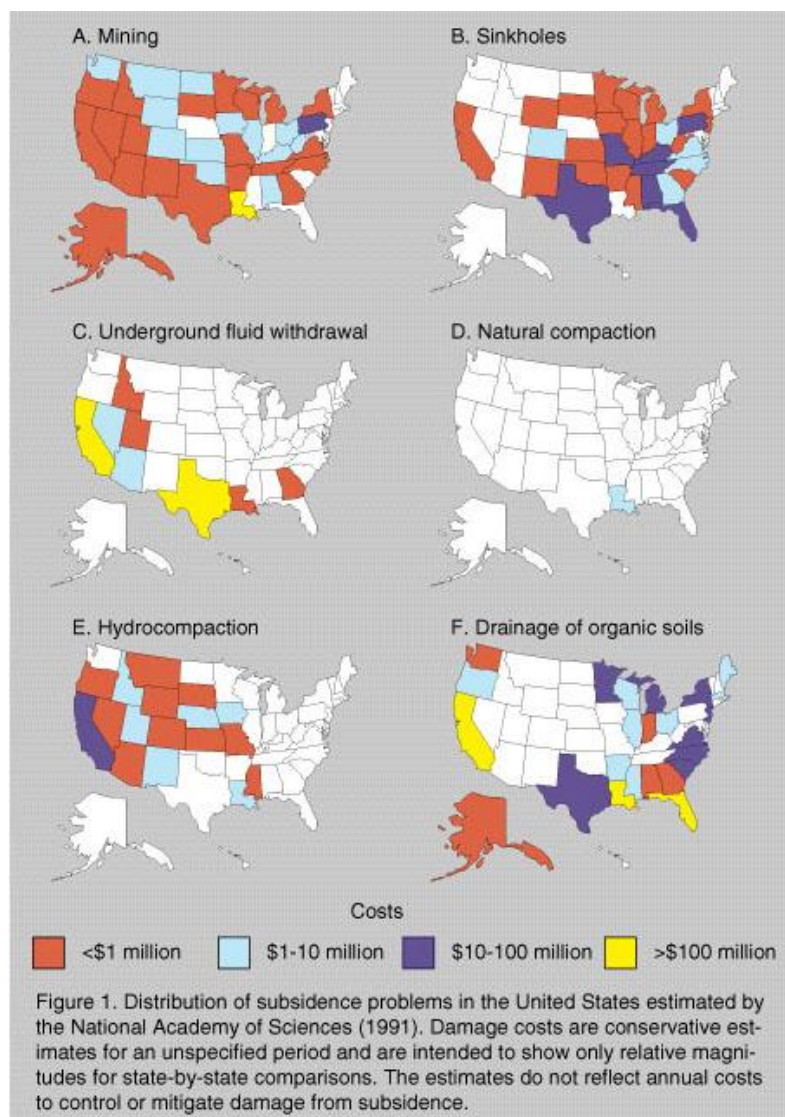 A. Mining
B. Sinkholes
C. Underground fluid withdrawal
D. Natural compaction
E. Hydrocompaction
F. Drainage of organic soils
Costs
<$1 million
$1-10 million
$10-100 million
>$100 million
Figure 1. Distribution of subsidence problems in the United States estimated by
the National Academy of Sciences (1991). Damage costs are conservative est-
imates for an unspecified period and are intended to show only relative magni-
tudes for state-by-state comparisons. The estimates do not reflect annual costs
to control or mitigate damage from subsidence.